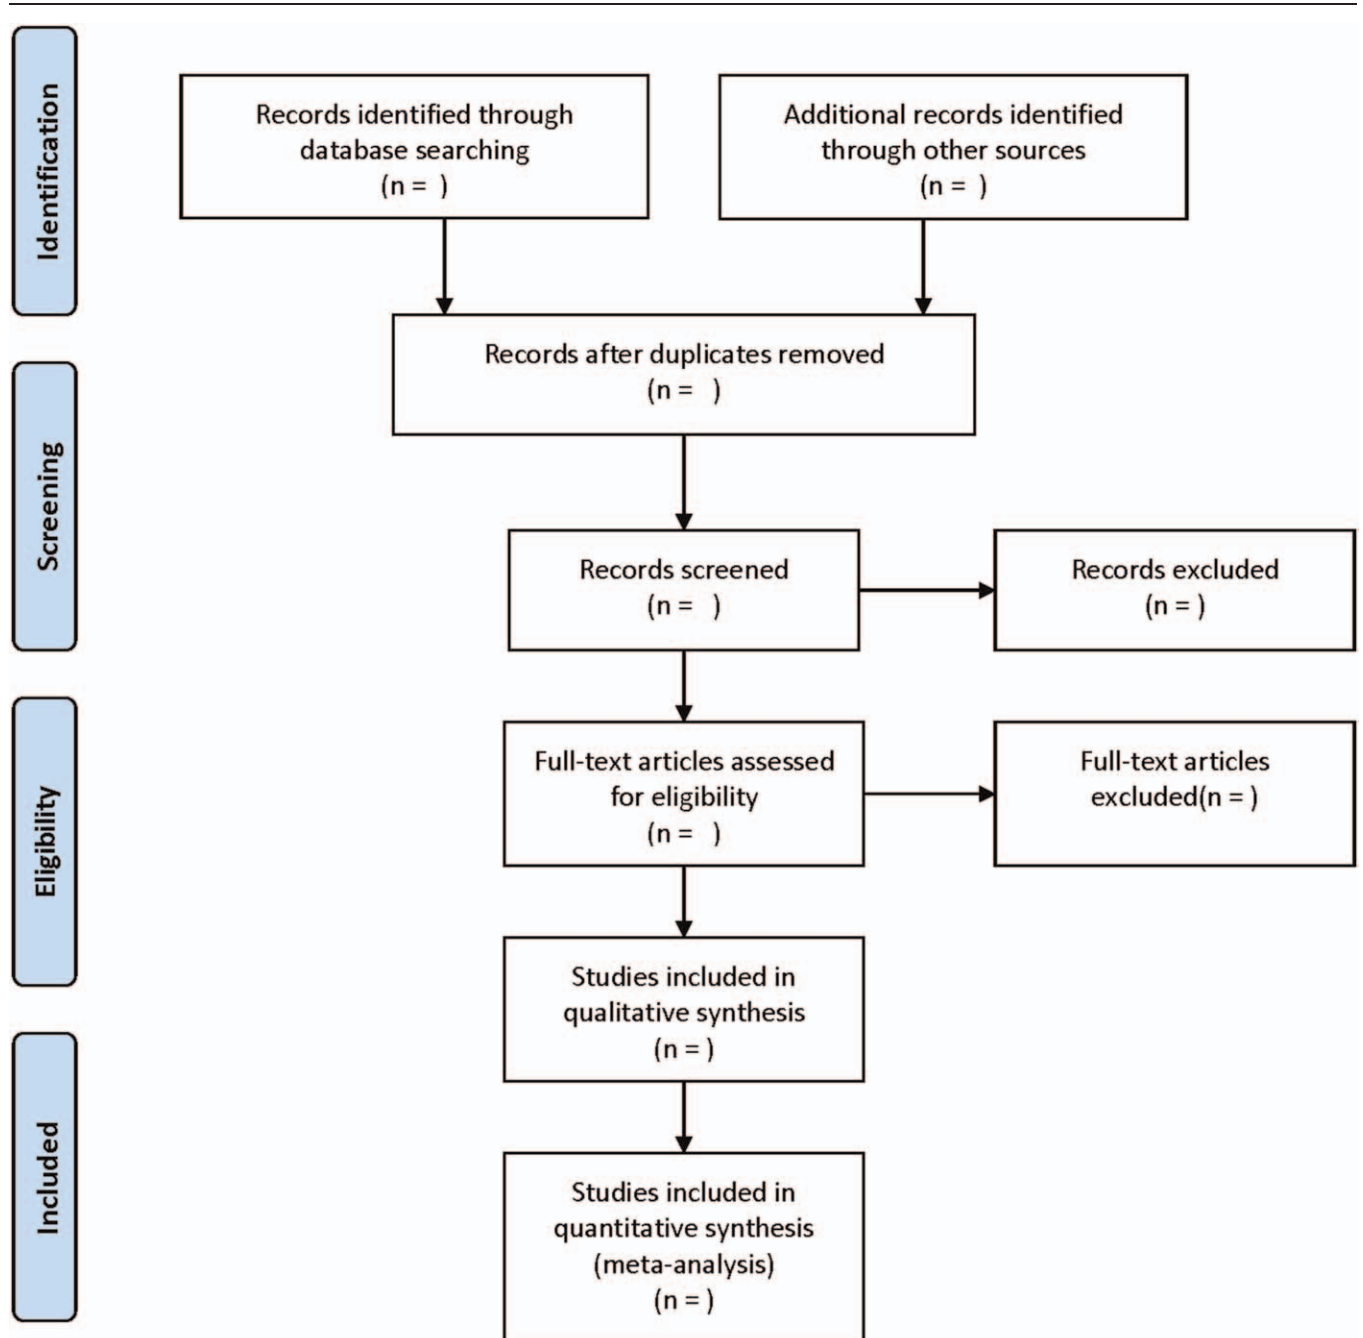 Identification
Records identified through
database searching
(n =  )
Additional records identified
through other sources
(n =  )
Records after duplicates removed
(n =   )
Screening
Records screened
(n =   )
Records excluded
(n = )
Eligibility
Full-text articles assessed
for eligibility
(n =   )
Full-text articles
excluded(n = )
Studies included in
qualitative synthesis
(n = )
Included
Studies included in
quantitative synthesis
(meta-analysis)
(n = )